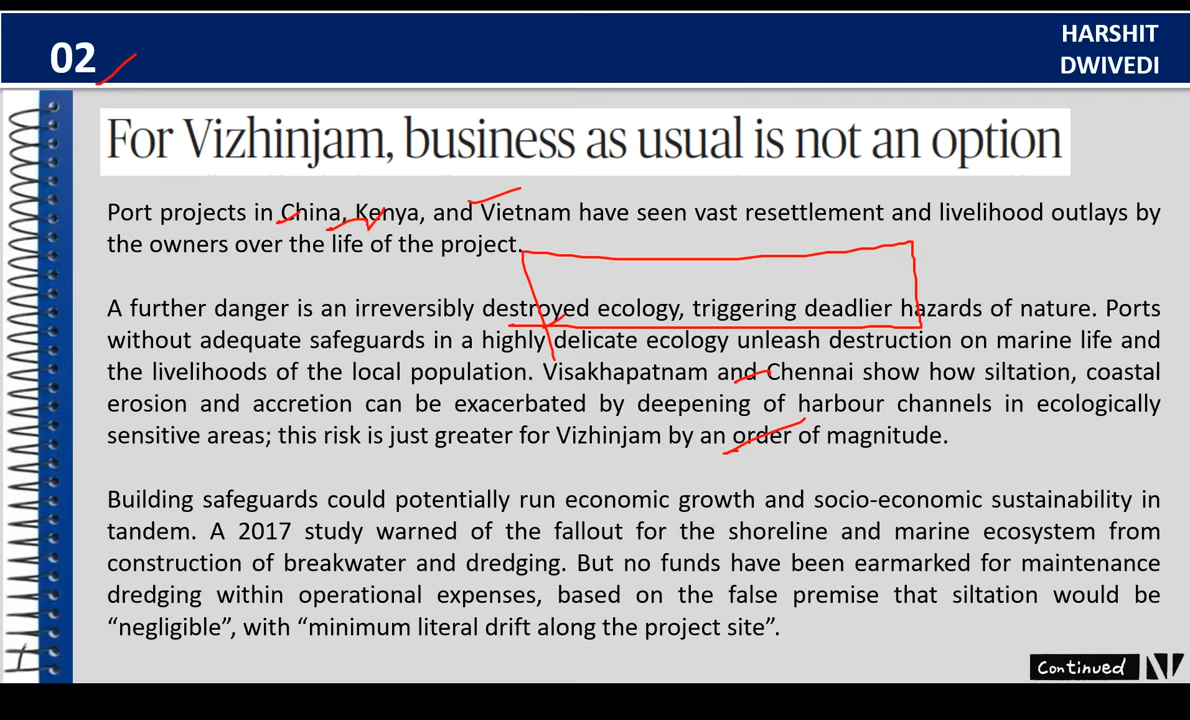 02
HARSHIT
DWIVEDI
For Vizhinjam, business as usual is not an option
Port projects in China, Kenya, and Vietnam have seen vast resettlement and livelihood outlays by
the owners over the life of the project.
A further danger is an irreversibly destroyed ecology, triggering deadlier hazards of nature. Ports
without adequate safeguards in a highly delicate ecology unleash destruction on marine life and
the livelihoods of the local population. Visakhapatnam and Chennai show how siltation, coastal
erosion and accretion can be exacerbated by deepening of harbour channels in ecologically
sensitive areas; this risk is just greater for Vizhinjam by an order of magnitude.
Building safeguards could potentially run economic growth and socio-economic sustainability in
tandem. A 2017 study warned of the fallout for the shoreline and marine ecosystem from
construction of breakwater and dredging. But no funds have been earmarked for maintenance
dredging within operational expenses, based on the false premise that siltation would be
“negligible”, with “minimum literal drift along the project site”.
Continued